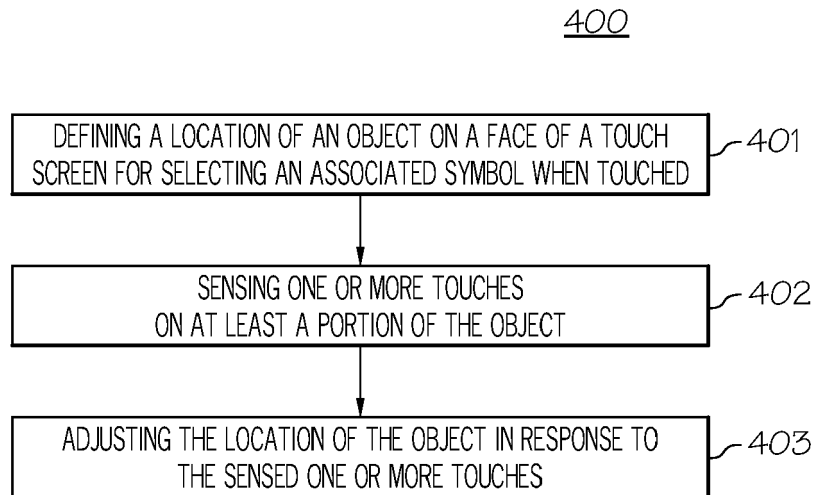 400
DEFINING A LOCATION OF AN OBJECT ON A FACE OF A TOUCH
SCREEN FOR SELECTING AN ASSOCIATED SYMBOL WHEN TOUCHED
401
SENSING ONE OR MORE TOUCHES
ON AT LEAST A PORTION OF THE OBJECT
402
ADJUSTING THE LOCATION OF THE OBJECT IN RESPONSE TO
THE SENSED ONE OR MORE TOUCHES
403